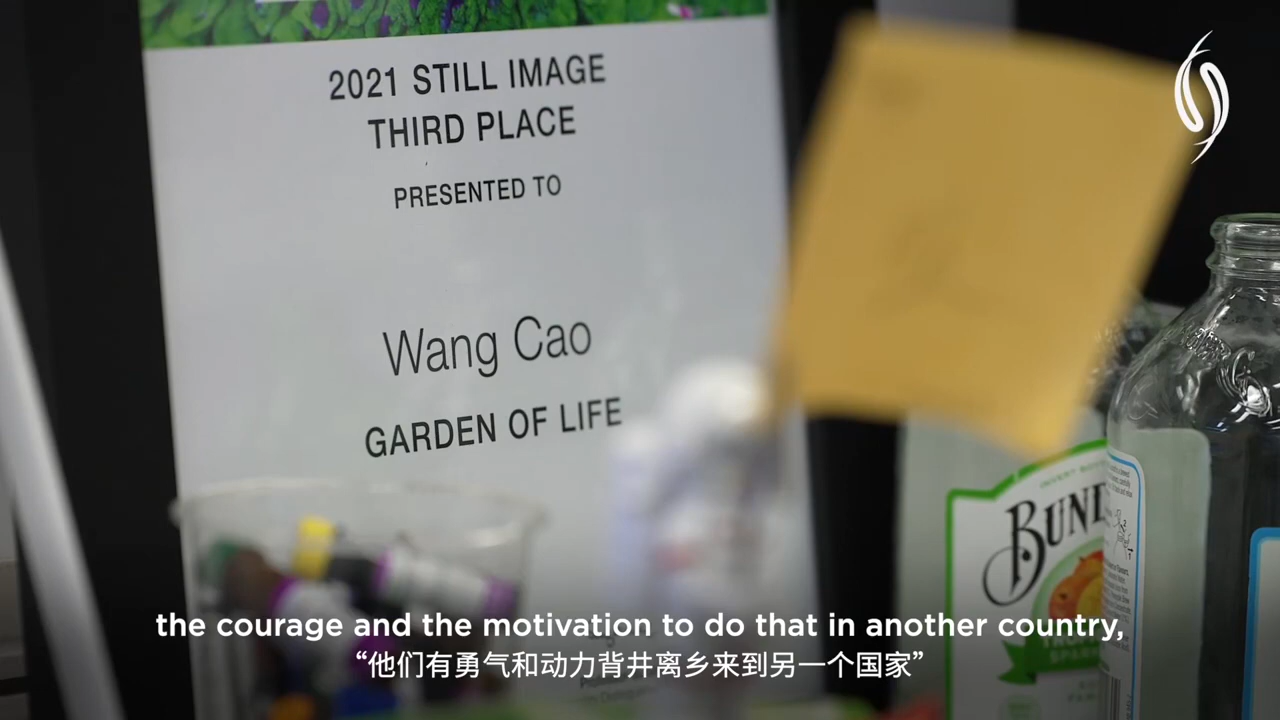 2021 STILL IMAGE
THIRD PLACE
PRESENTED TO
Wang Cao
GARDEN OF LIFE
BUND
the courage and the motivation to do that in another country,
“他们有勇气和动力背井离乡来到另一个国家”